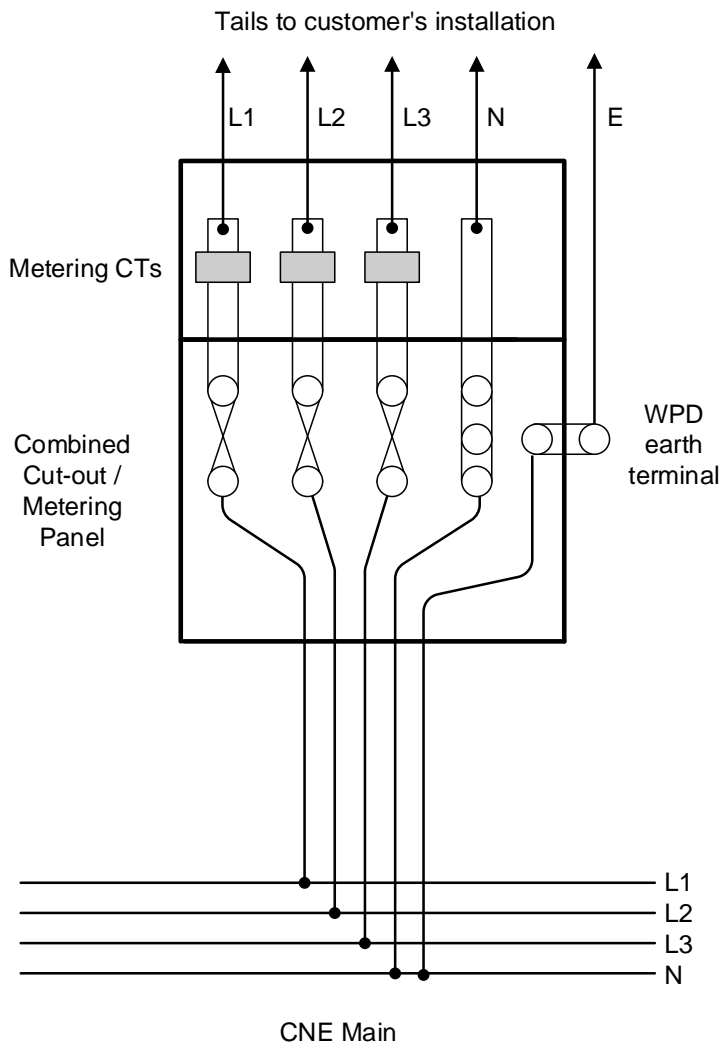 Tails to customer's installation
L1
L2
L3
N
E
Metering CTs
Combined
Cut-out /
Metering
Panel
WPD
earth
terminal
L1
L2
L3
N
CNE Main